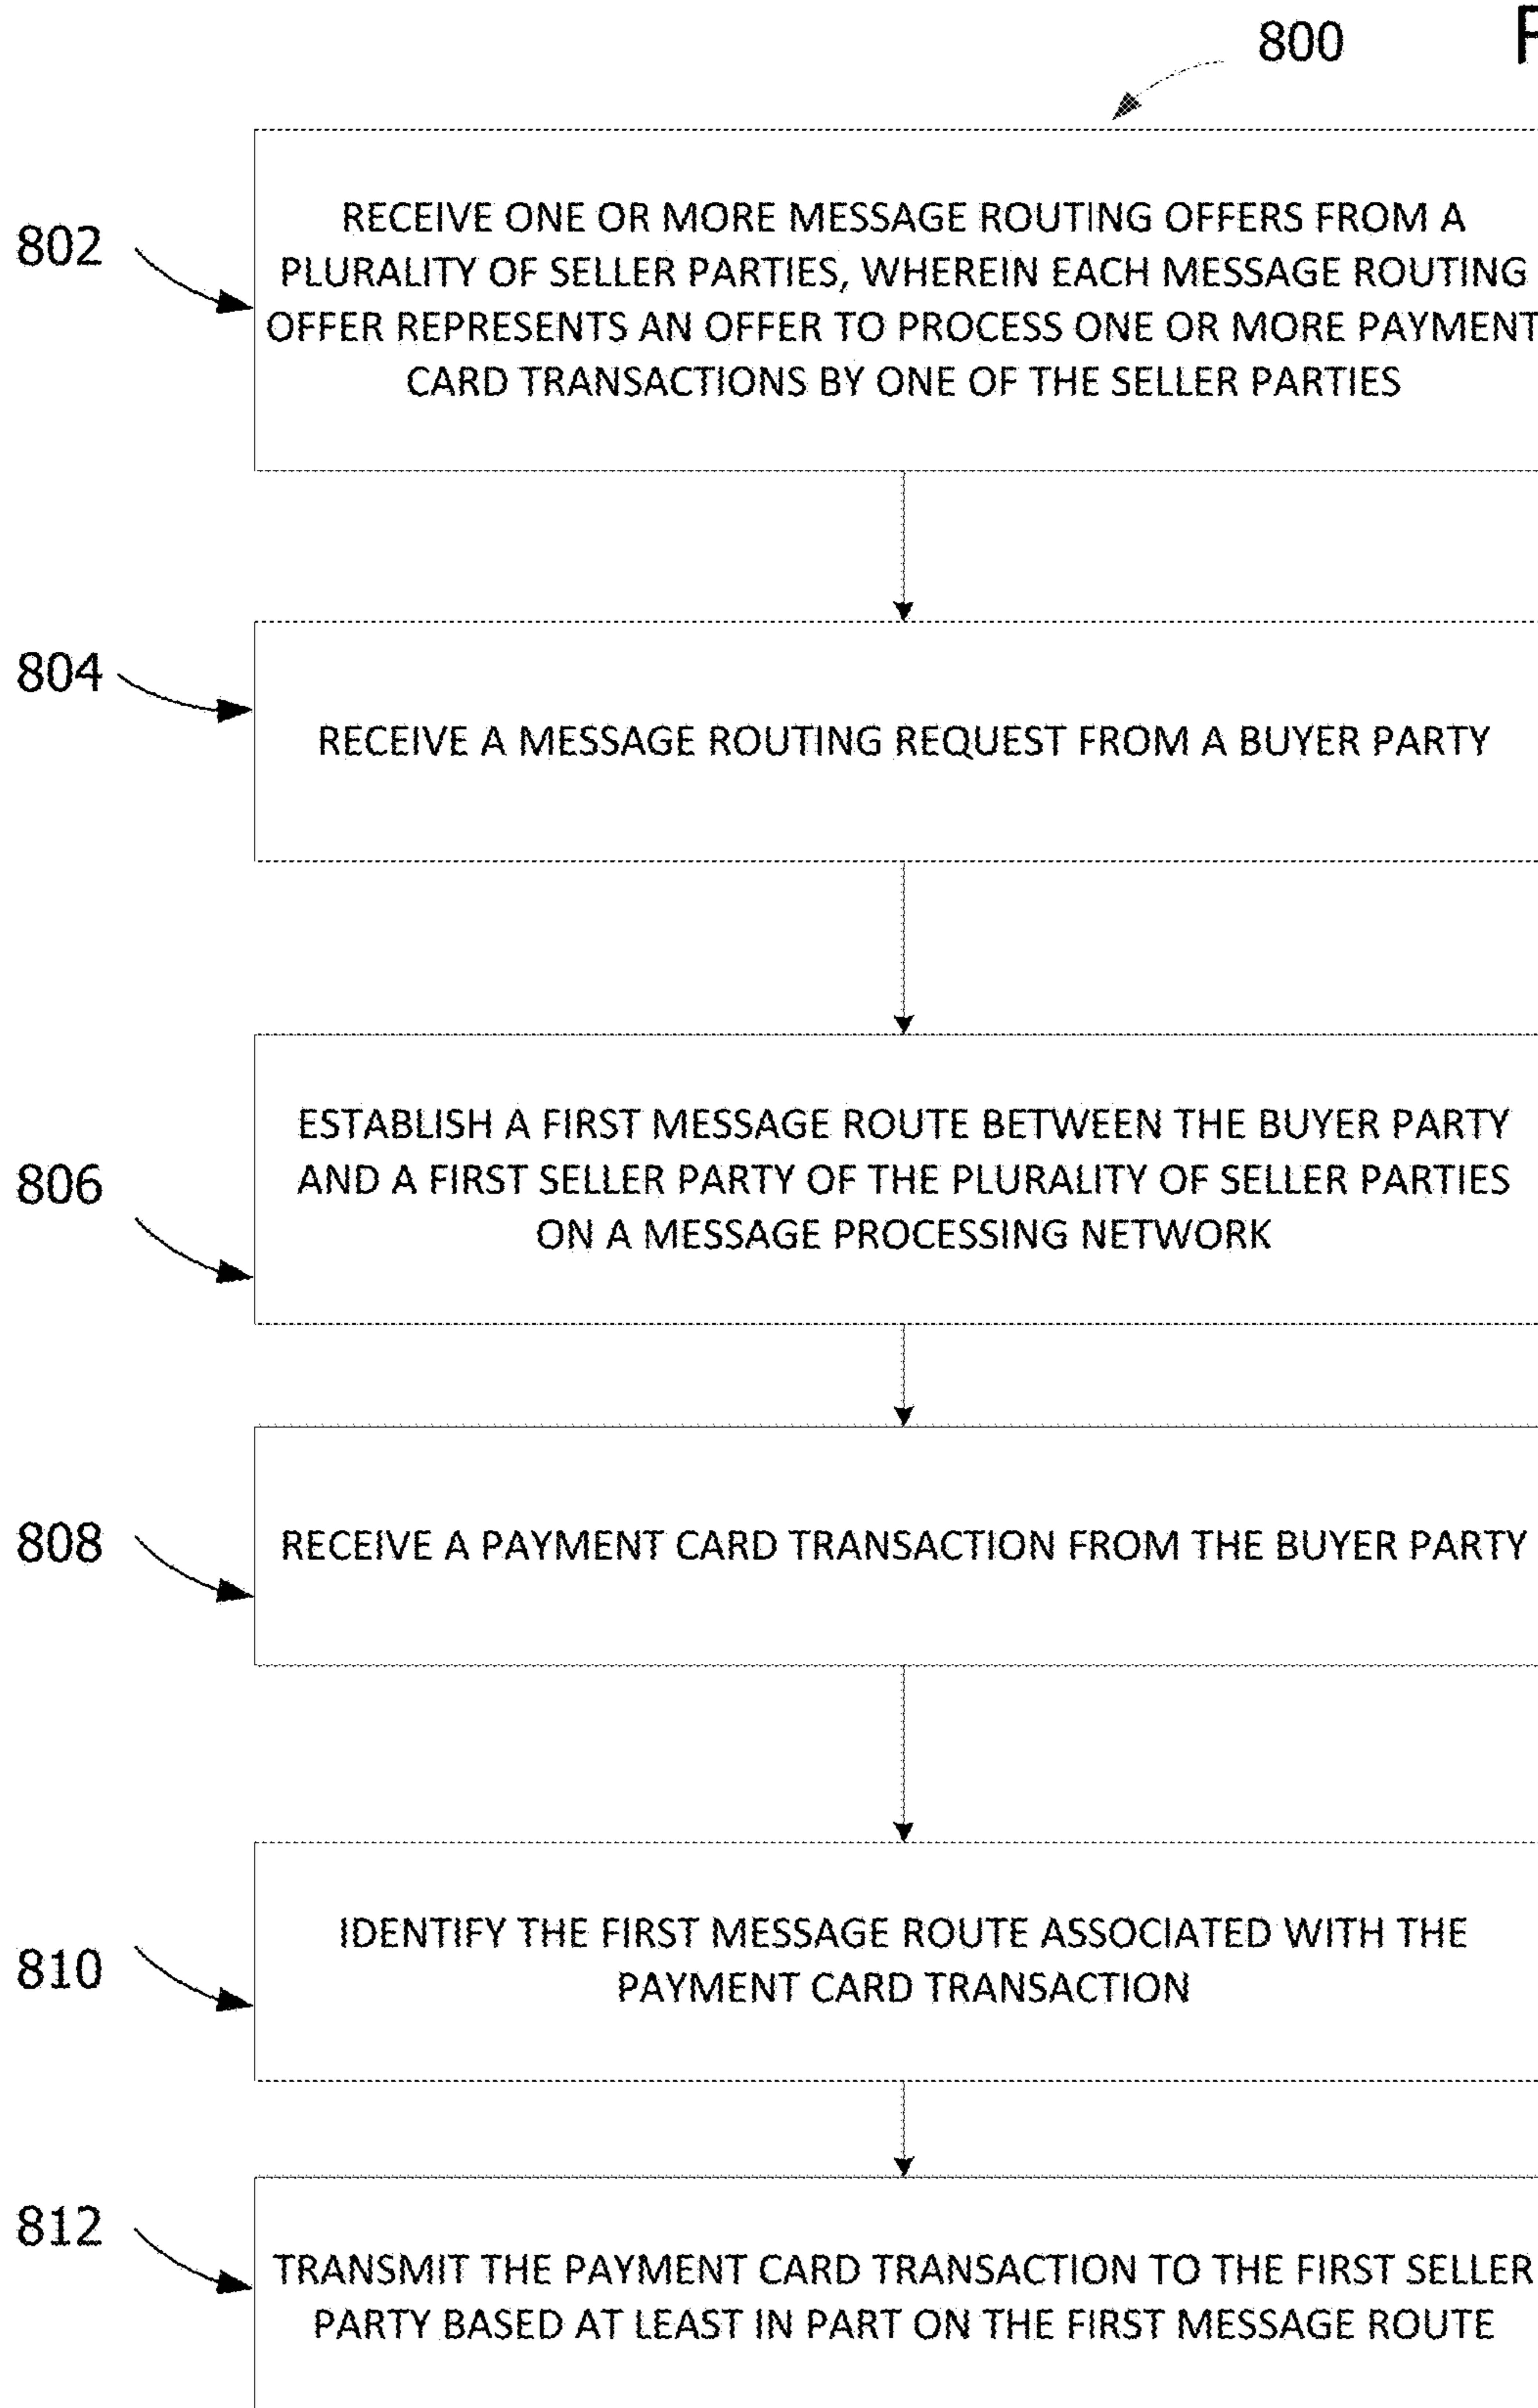 800
802
RECEIVE ONE OR MORE MESSAGE ROUTING OFFERS FROM A
PLURALITY OF SELLER PARTIES, WHEREIN EACH MESSAGE ROUTING
OFFER REPRESENTS AN OFFER TO PROCESS ONE OR MORE PAYMENT
CARD TRANSACTIONS BY ONE OF THE SELLER PARTIES
804
RECEIVE A MESSAGE ROUTING REQUEST FROM A BUYER PARTY
806
ESTABLISH A FIRST MESSAGE ROUTE BETWEEN THE BUYER PARTY
AND A FIRST SELLER PARTY OF THE PLURALITY OF SELLER PARTIES
ON A MESSAGE PROCESSING NETWORK
808
RECEIVE A PAYMENT CARD TRANSACTION FROM THE BUYER PARTY
810
IDENTIFY THE FIRST MESSAGE ROUTE ASSOCIATED WITH THE
PAYMENT CARD TRANSACTION
812
TRANSMIT THE PAYMENT CARD TRANSACTION TO THE FIRST SELLER
PARTY BASED AT LEAST IN PART ON THE FIRST MESSAGE ROUTE